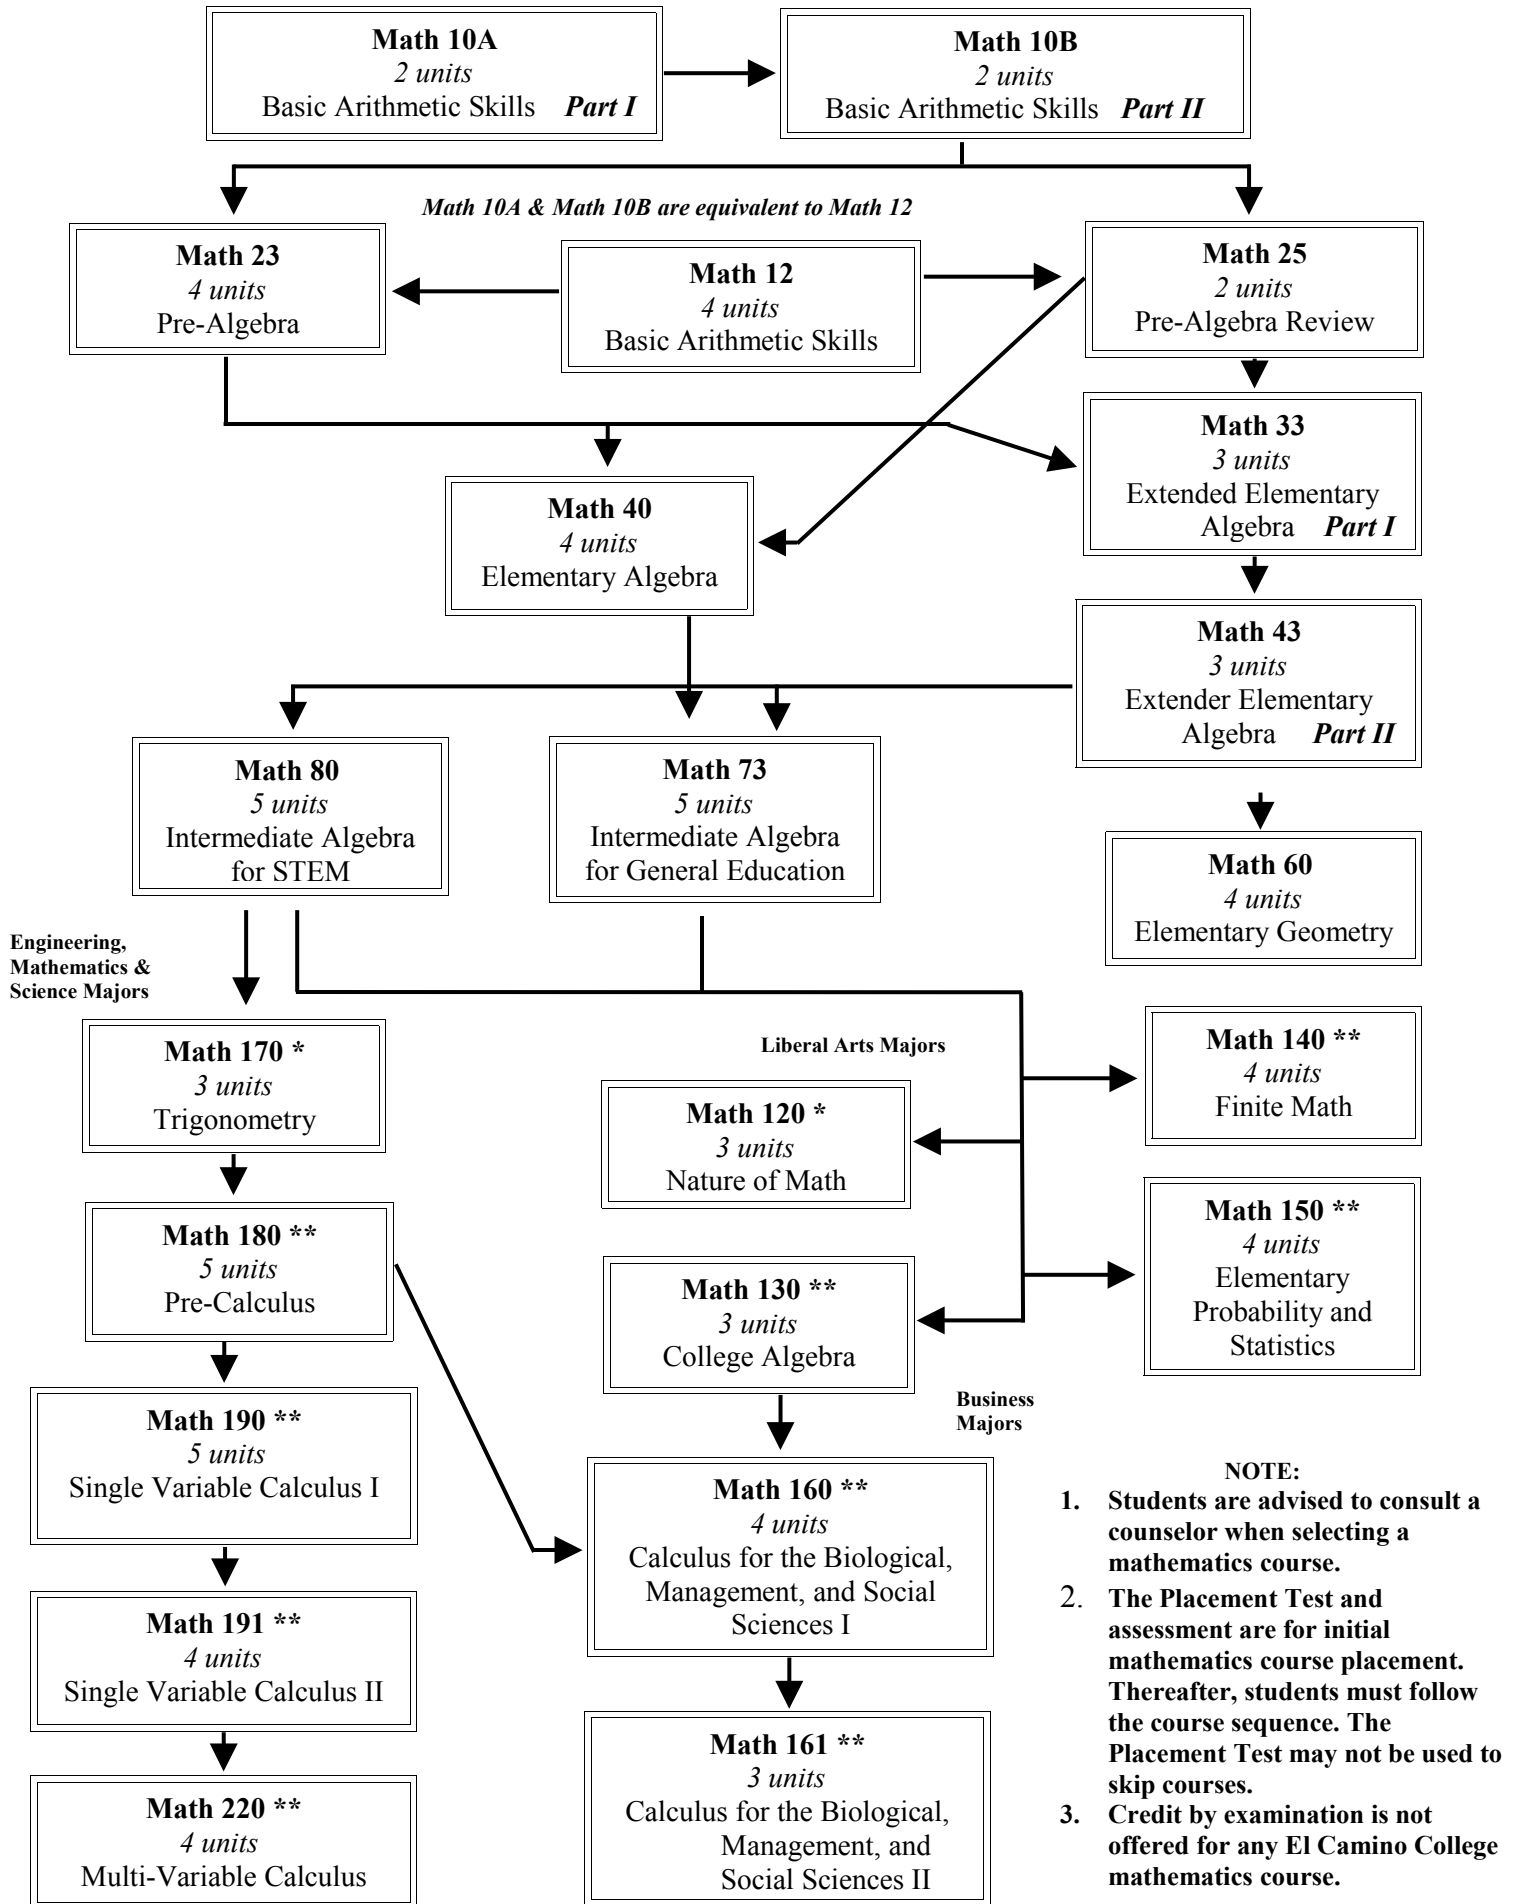 Math 10A
2 units
Basic Arithmetic Skills Part I
Math 10B
2 units
Basic Arithmetic Skills Part II
Math 10A & Math 10B are equivalent to Math 12
Math 23
4 units
Pre-Algebra
Math 12
4 units
Basic Arithmetic Skills
Math 25
2 units
Pre-Algebra Review
Math 33
3 units
Extended Elementary
Algebra Part I
Math 40
4 units
Elementary Algebra
Math 43
3 units
Extender Elementary
Algebra Part II
Math 80
5 units
Intermediate Algebra
for STEM
Math 73
5 units
Intermediate Algebra
for General Education
Math 60
4 units
Elementary Geometry
Engineering,
Mathematics &
Science Majors
Math 170 *
3 units
Trigonometry
Liberal Arts Majors
Math 120 *
3 units
Nature of Math
Math 140 **
4 units
Finite Math
Math 180 **
5 units
Pre-Calculus
Math 130 **
3 units
College Algebra
Math 150 **
4 units
Elementary
Probability and
Statistics
Business
Majors
Math 190 **
5 units
Single Variable Calculus I
Math 160 **
4 units
Calculus for the Biological,
Management, and Social
Sciences I
Math 191 **
4 units
Single Variable Calculus II
Math 161 **
3 units
Calculus for the Biological,
Management, and
Social Sciences II
Math 220 **
4 units
Multi-Variable Calculus
NOTE:
1. Students are advised to consult a
counselor when selecting a
mathematics course.
2. The Placement Test and
assessment are for initial
mathematics course placement.
Thereafter, students must follow
the course sequence. The
Placement Test may not be used to
skip courses.
3. Credit by examination is not
offered for any El Camino College
mathematics course.